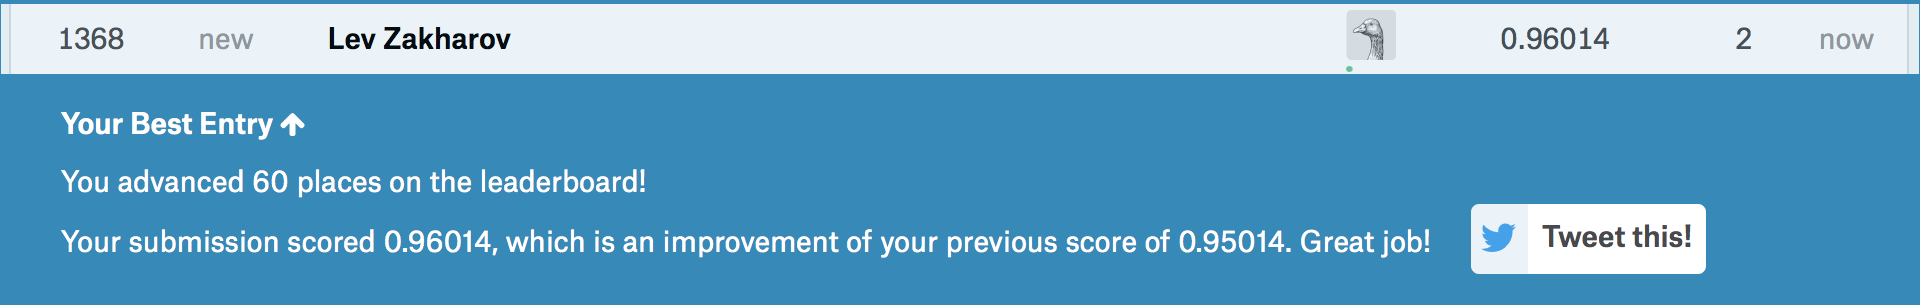 1368 new Lev Zakharov 0.96014 2 now
Your Best Entry
You advanced 60 places on the leaderboard!
Your submission scored 0.96014, which is an improvement of your previous score of 0.95014. Great job!
Tweet this!